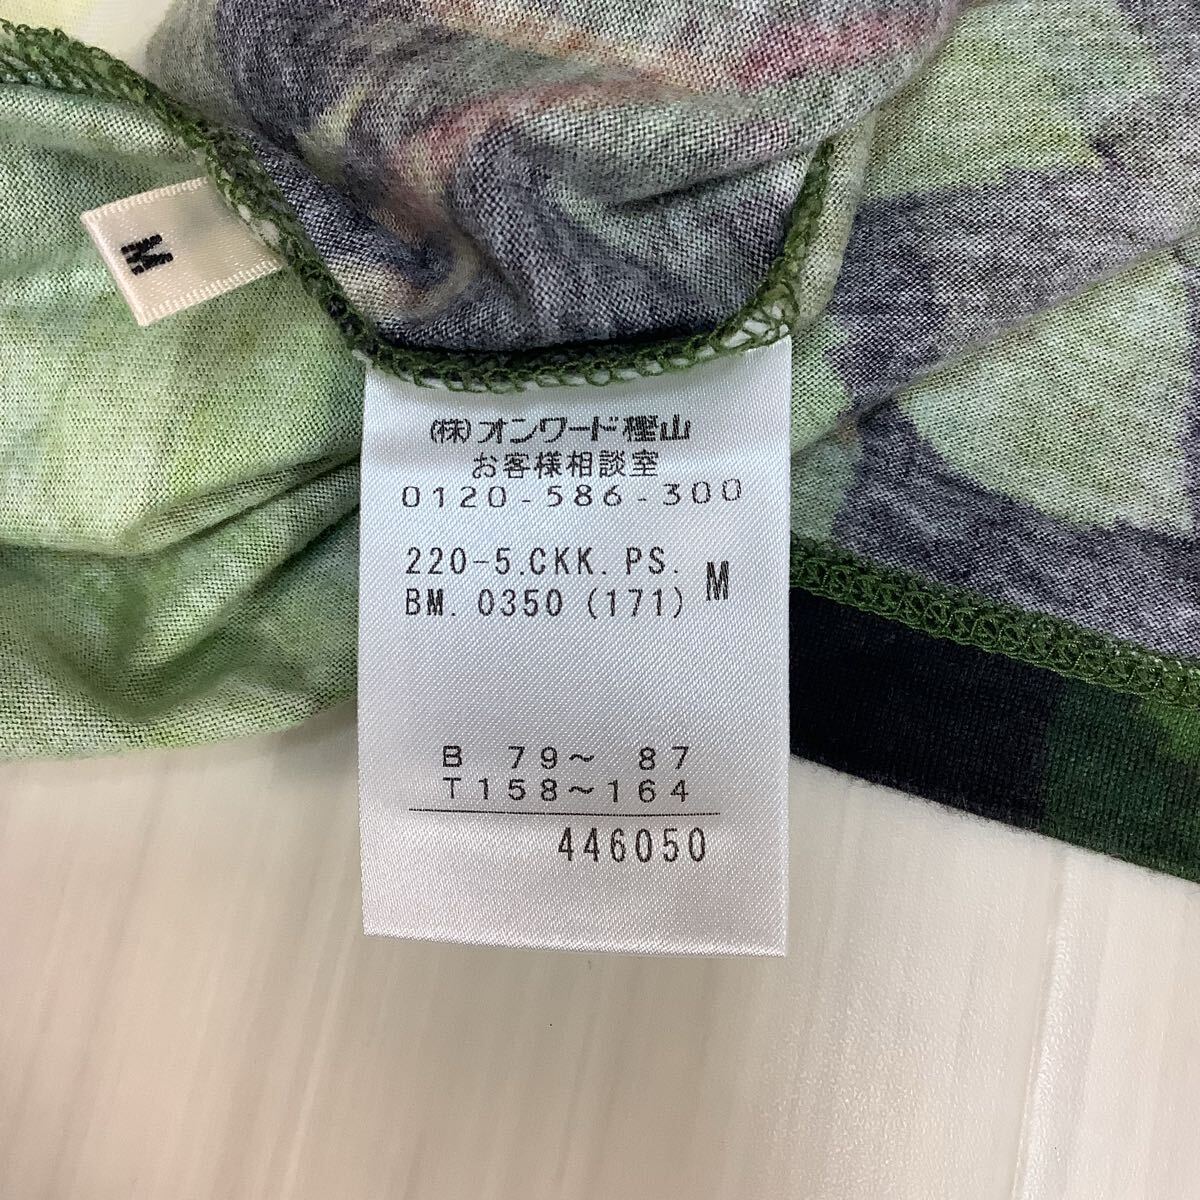 M
㈱オンワード樫山
お客様相談室
0120-586-300
220-5.CKK.PS.
BM.0350(171) M
B 79～ 87
T158～164
446050